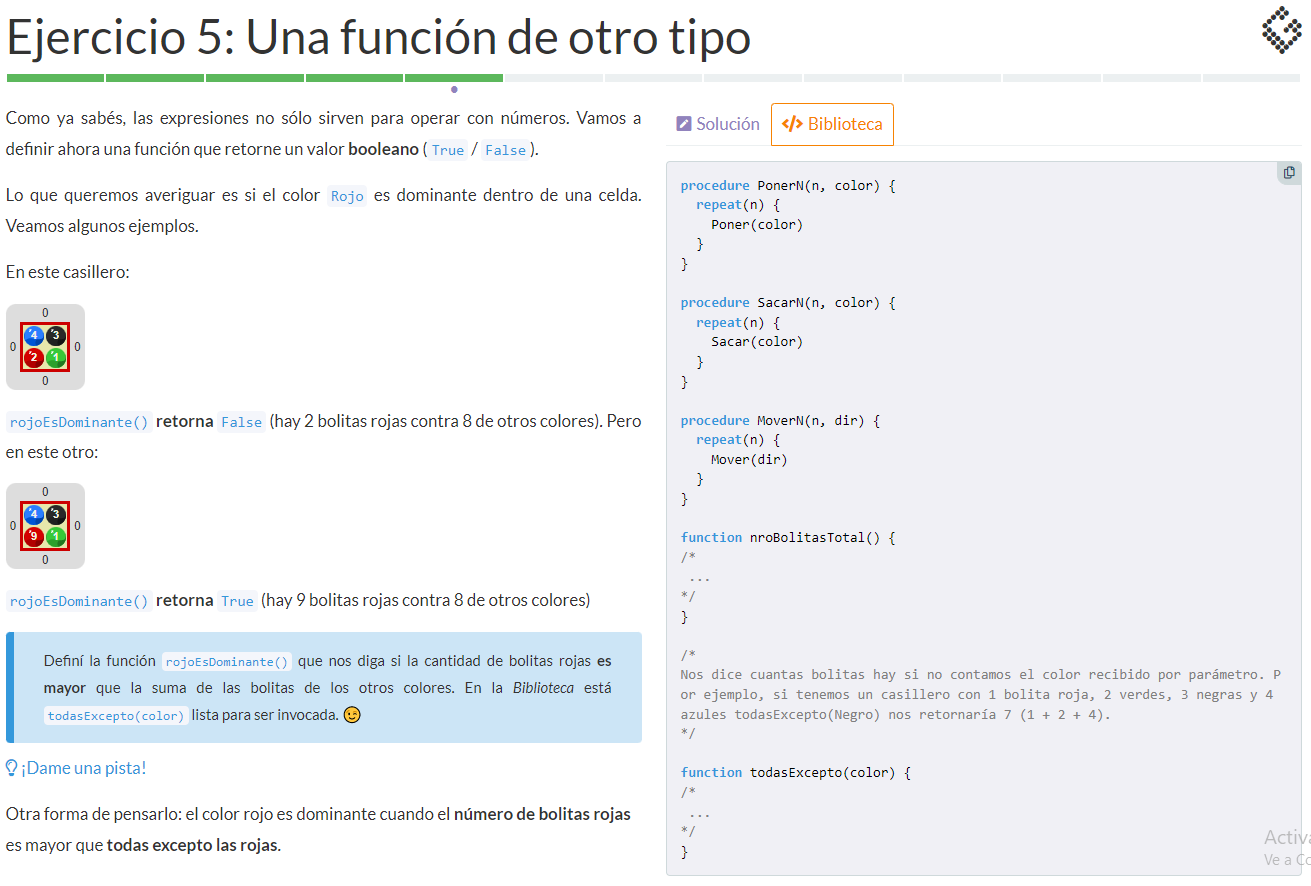 Ejercicio 5: Una función de otro tipo
Como ya sabés, las expresiones no sólo sirven para operar con números. Vamos a
definir ahora una función que retorne un valor booleano ( True / False ).
Lo que queremos averiguar es si el color Rojo es dominante dentro de una celda.
Veamos algunos ejemplos.
En este casillero:
0
4 3
0 0
2 1
0
rojoEsDominante() retorna False (hay 2 bolitas rojas contra 8 de otros colores). Pero
en este otro:
0
4 3
0 0
9 1
0
rojoEsDominante() retorna True (hay 9 bolitas rojas contra 8 de otros colores)
Definí la función rojoEsDominante() que nos diga si la cantidad de bolitas rojas es
mayor que la suma de las bolitas de los otros colores. En la Biblioteca está
todasExcepto(color) lista para ser invocada.
¡Dame una pista!
Otra forma de pensarlo: el color rojo es dominante cuando el número de bolitas rojas
es mayor que todas excepto las rojas.
Solución
</> Biblioteca
procedure PonerN(n, color) {
repeat(n) {
Poner(color)
}
}
procedure SacarN(n, color) {
repeat(n) {
Sacar(color)
}
}
procedure MoverN(n, dir) {
repeat(n) {
Mover(dir)
}
}
function nroBolitasTotal() {
/*
...
*/
}
/*
Nos dice cuantas bolitas hay si no contamos el color recibido por parámetro. P
or ejemplo, si tenemos un casillero con 1 bolita roja, 2 verdes, 3 negras y 4
azules todasExcepto(Negro) nos retornaría 7 (1 + 2 + 4).
*/
function todasExcepto(color) {
/*
...
*/
}
Activa
Ve a Co